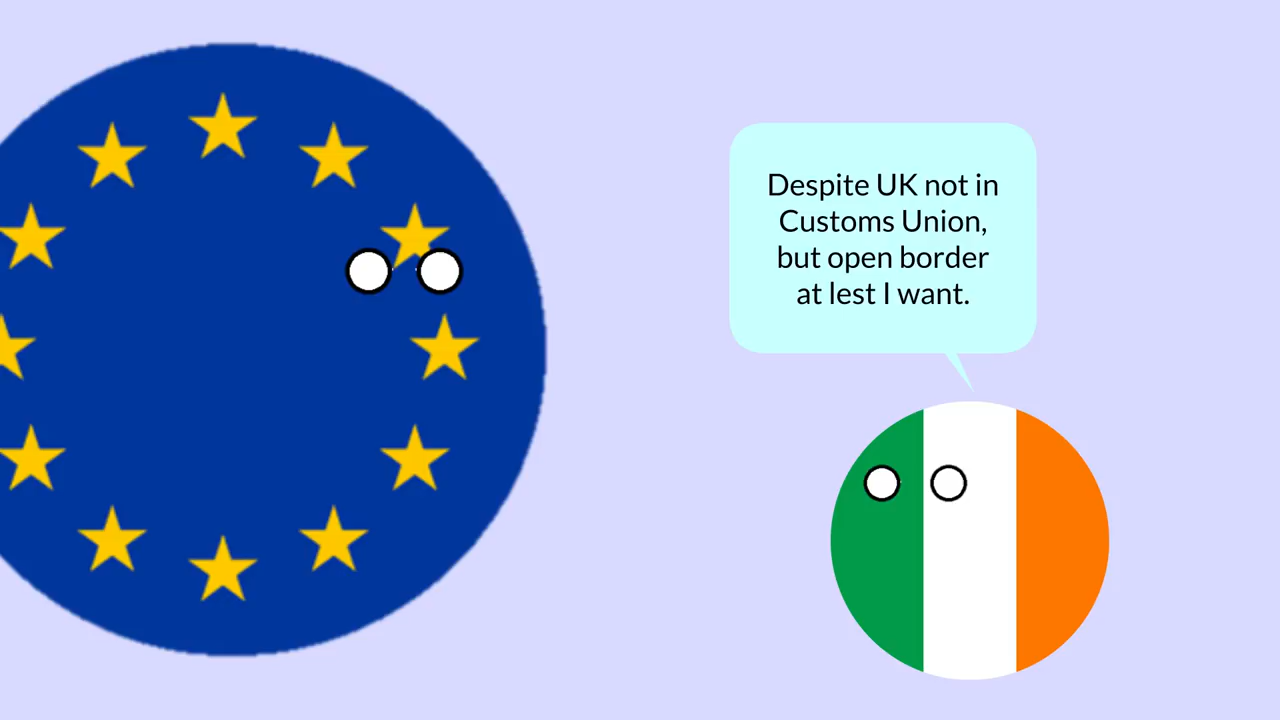 Despite UK not in
Customs Union,
but open border
at lest I want.